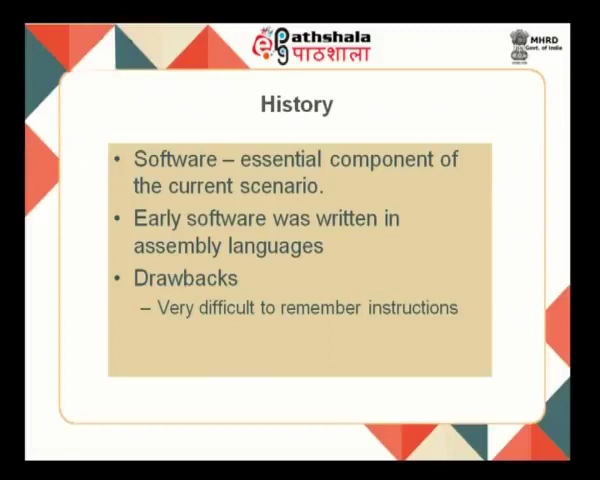 ePathshala
पाठशाला
MHRD
Govt. of India
History
• Software – essential component of
the current scenario.
• Early software was written in
assembly languages
• Drawbacks
– Very difficult to remember instructions